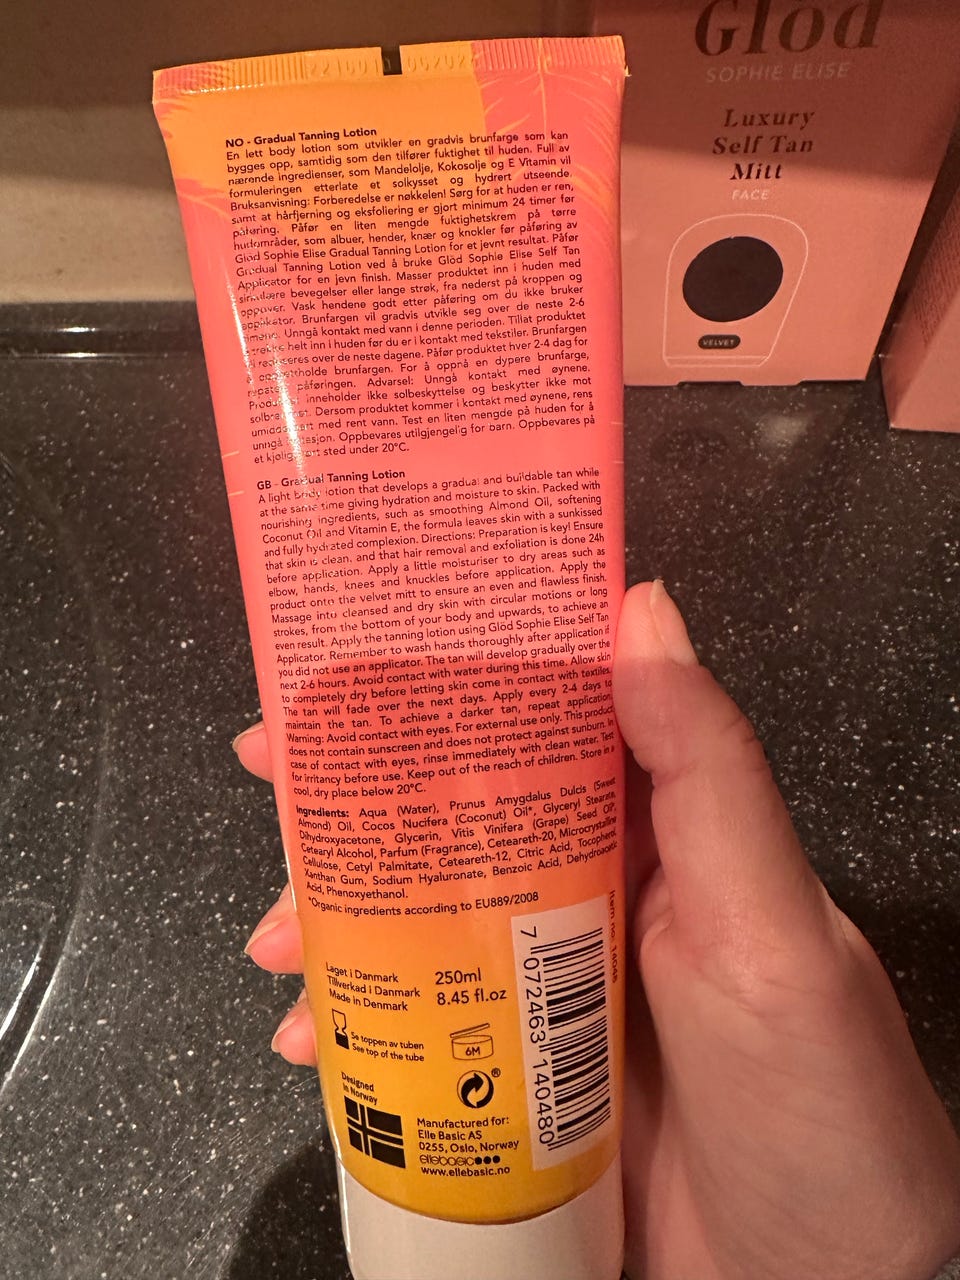 Glöd
SOPHIE ELISE
Luxury
Self Tan
Mitt
FACE
VELVET
NO - Gradual Tanning Lotion
En lett body lotion som utvikler en gradvis brunfarge som kan
bygges opp, samtidig som den tilfører fuktighet til huden. Full av
nærende ingredienser, som Mandelolje, Kokosolje og E Vitamin vil
formuleringen etterlate et solkysset og hydrert utseende.
Bruksanvisning: Forberedelse er nøkkelen! Sørg for at huden er ren,
samt at hårfjerning og eksfoliering er gjort minimum 24 timer før
påføring. Påfør en liten mengde fuktighetskrem på tørre
hudområder, som albuer, hender, knær og knokler før påføring av
Glöd Sophie Elise Gradual Tanning Lotion for et jevnt resultat. Påfør
Gradual Tanning Lotion ved å bruke Glöd Sophie Elise Self Tan
Applicator for en jevn finish. Masser produktet inn i huden med
sirkulære bevegelser eller lange strøk, fra nederst på kroppen og
oppover. Vask hendene godt etter påføring om du ikke bruker
applikator. Brunfargen vil gradvis utvikle seg over de neste 2-6
timene. Unngå kontakt med vann i denne perioden. Tillat produktet
å trekke helt inn i huden før du er i kontakt med tekstiler. Brunfargen
vil reduseres over de neste dagene. Påfør produktet hver 2-4 dag for
å opprettholde brunfargen. For å oppnå en dypere brunfarge,
påføringen. Advarsel: Unngå kontakt med øynene.
inneholder ikke solbeskyttelse og beskytter ikke mot
Dersom produktet kommer i kontakt med øynene, rens
med rent vann. Test en liten mengde på huden for å
unngå Oppbevares utilgjengelig for barn. Oppbevares på
et kjølig sted under 20°C.
GB - Gradual Tanning Lotion
A light body lotion that develops a gradual and buildable tan while
at the same time giving hydration and moisture to skin. Packed with
nourishing ingredients, such as smoothing Almond Oil, softening
Coconut Oil and Vitamin E, the formula leaves skin with a sunkissed
and fully hydrated complexion. Directions: Preparation is key! Ensure
that skin is clean, and that hair removal and exfoliation is done 24h
before application. Apply a little moisturiser to dry areas such as
elbow, hands, knees and knuckles before application. Apply the
product onto the velvet mitt to ensure an even and flawless finish.
Massage into cleansed and dry skin with circular motions or long
strokes, from the bottom of your body and upwards, to achieve an
even result. Apply the tanning lotion using Glöd Sophie Elise Self Tan
Applicator. Remember to wash hands thoroughly after application if
you did not use an applicator. The tan will develop gradually over the
next 2-6 hours. Avoid contact with water during this time. Allow skin
to completely dry before letting skin come in contact with textiles.
The tan will fade over the next days. Apply every 2-4 days to
maintain the tan. To achieve a darker tan, repeat application.
Warning: Avoid contact with eyes. For external use only. This product
does not contain sunscreen and does not protect against sunburn. In
case of contact with eyes, rinse immediately with clean water. Test
for irritancy before use. Keep out of the reach of children. Store in a
cool, dry place below 20°C.
Ingredients: Aqua (Water), Prunus Amygdalus Dulcis (Sweet
Almond) Oil, Cocos Nucifera (Coconut) Oil*, Glyceryl Stearate,
Dihydroxyacetone, Glycerin, Vitis Vinifera (Grape) Seed Oil*,
Cetearyl Alcohol, Parfum (Fragrance), Ceteareth-20, Microcrystalline
Cellulose, Cetyl Palmitate, Ceteareth-12, Citric Acid, Tocopherol,
Xanthan Gum, Sodium Hyaluronate, Benzoic Acid, Dehydroacetic
Acid, Phenoxyethanol.
*Organic ingredients according to EU889/2008
Laget i Danmark
Tillverkad i Danmark
Made in Denmark
250ml
8.45 fl.oz
Se toppen av tuben
See top of the tube
6M
Designed
in Norway
Manufactured for:
Elle Basic AS
0255, Oslo, Norway
ellebasic
www.ellebasic.no
Item no: 14048
7 072463 140480